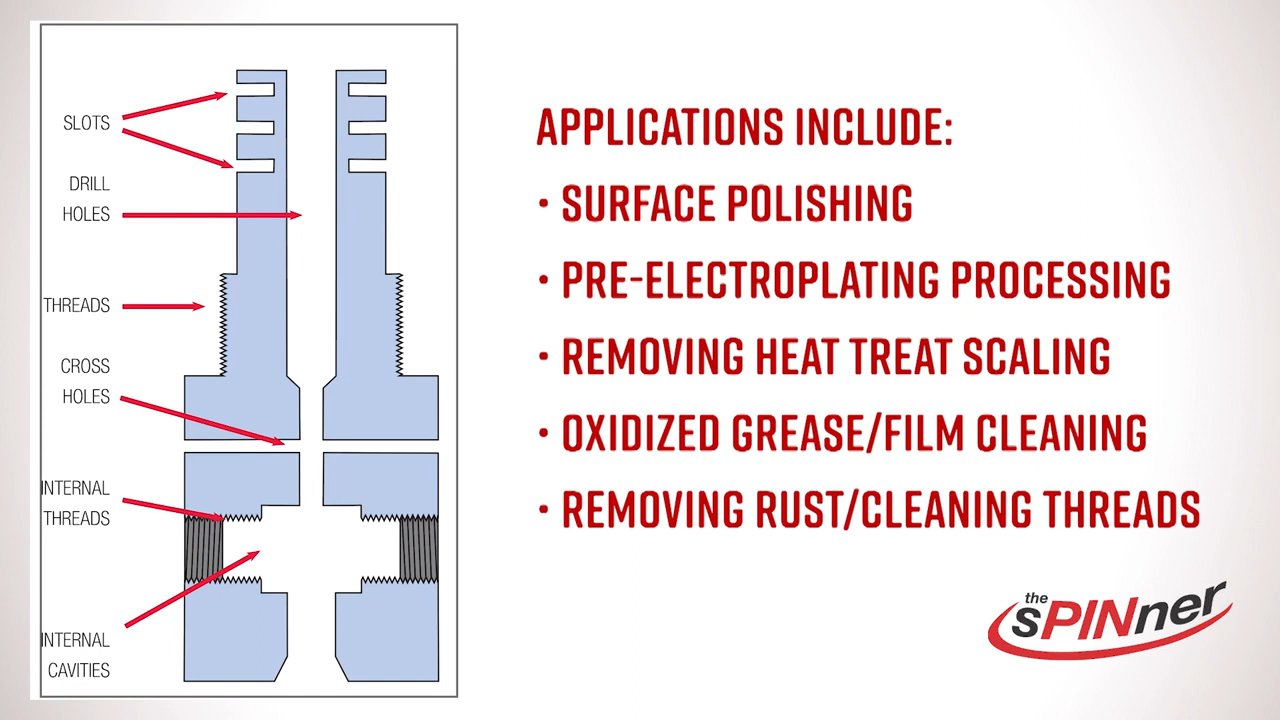 SLOTS
DRILL
HOLES
THREADS
CROSS
HOLES
INTERNAL
THREADS
INTERNAL
CAVITIES
APPLICATIONS INCLUDE:
• SURFACE POLISHING
• PRE-ELECTROPLATING PROCESSING
• REMOVING HEAT TREAT SCALING
• OXIDIZED GREASE/FILM CLEANING
• REMOVING RUST/CLEANING THREADS
the
sPINner